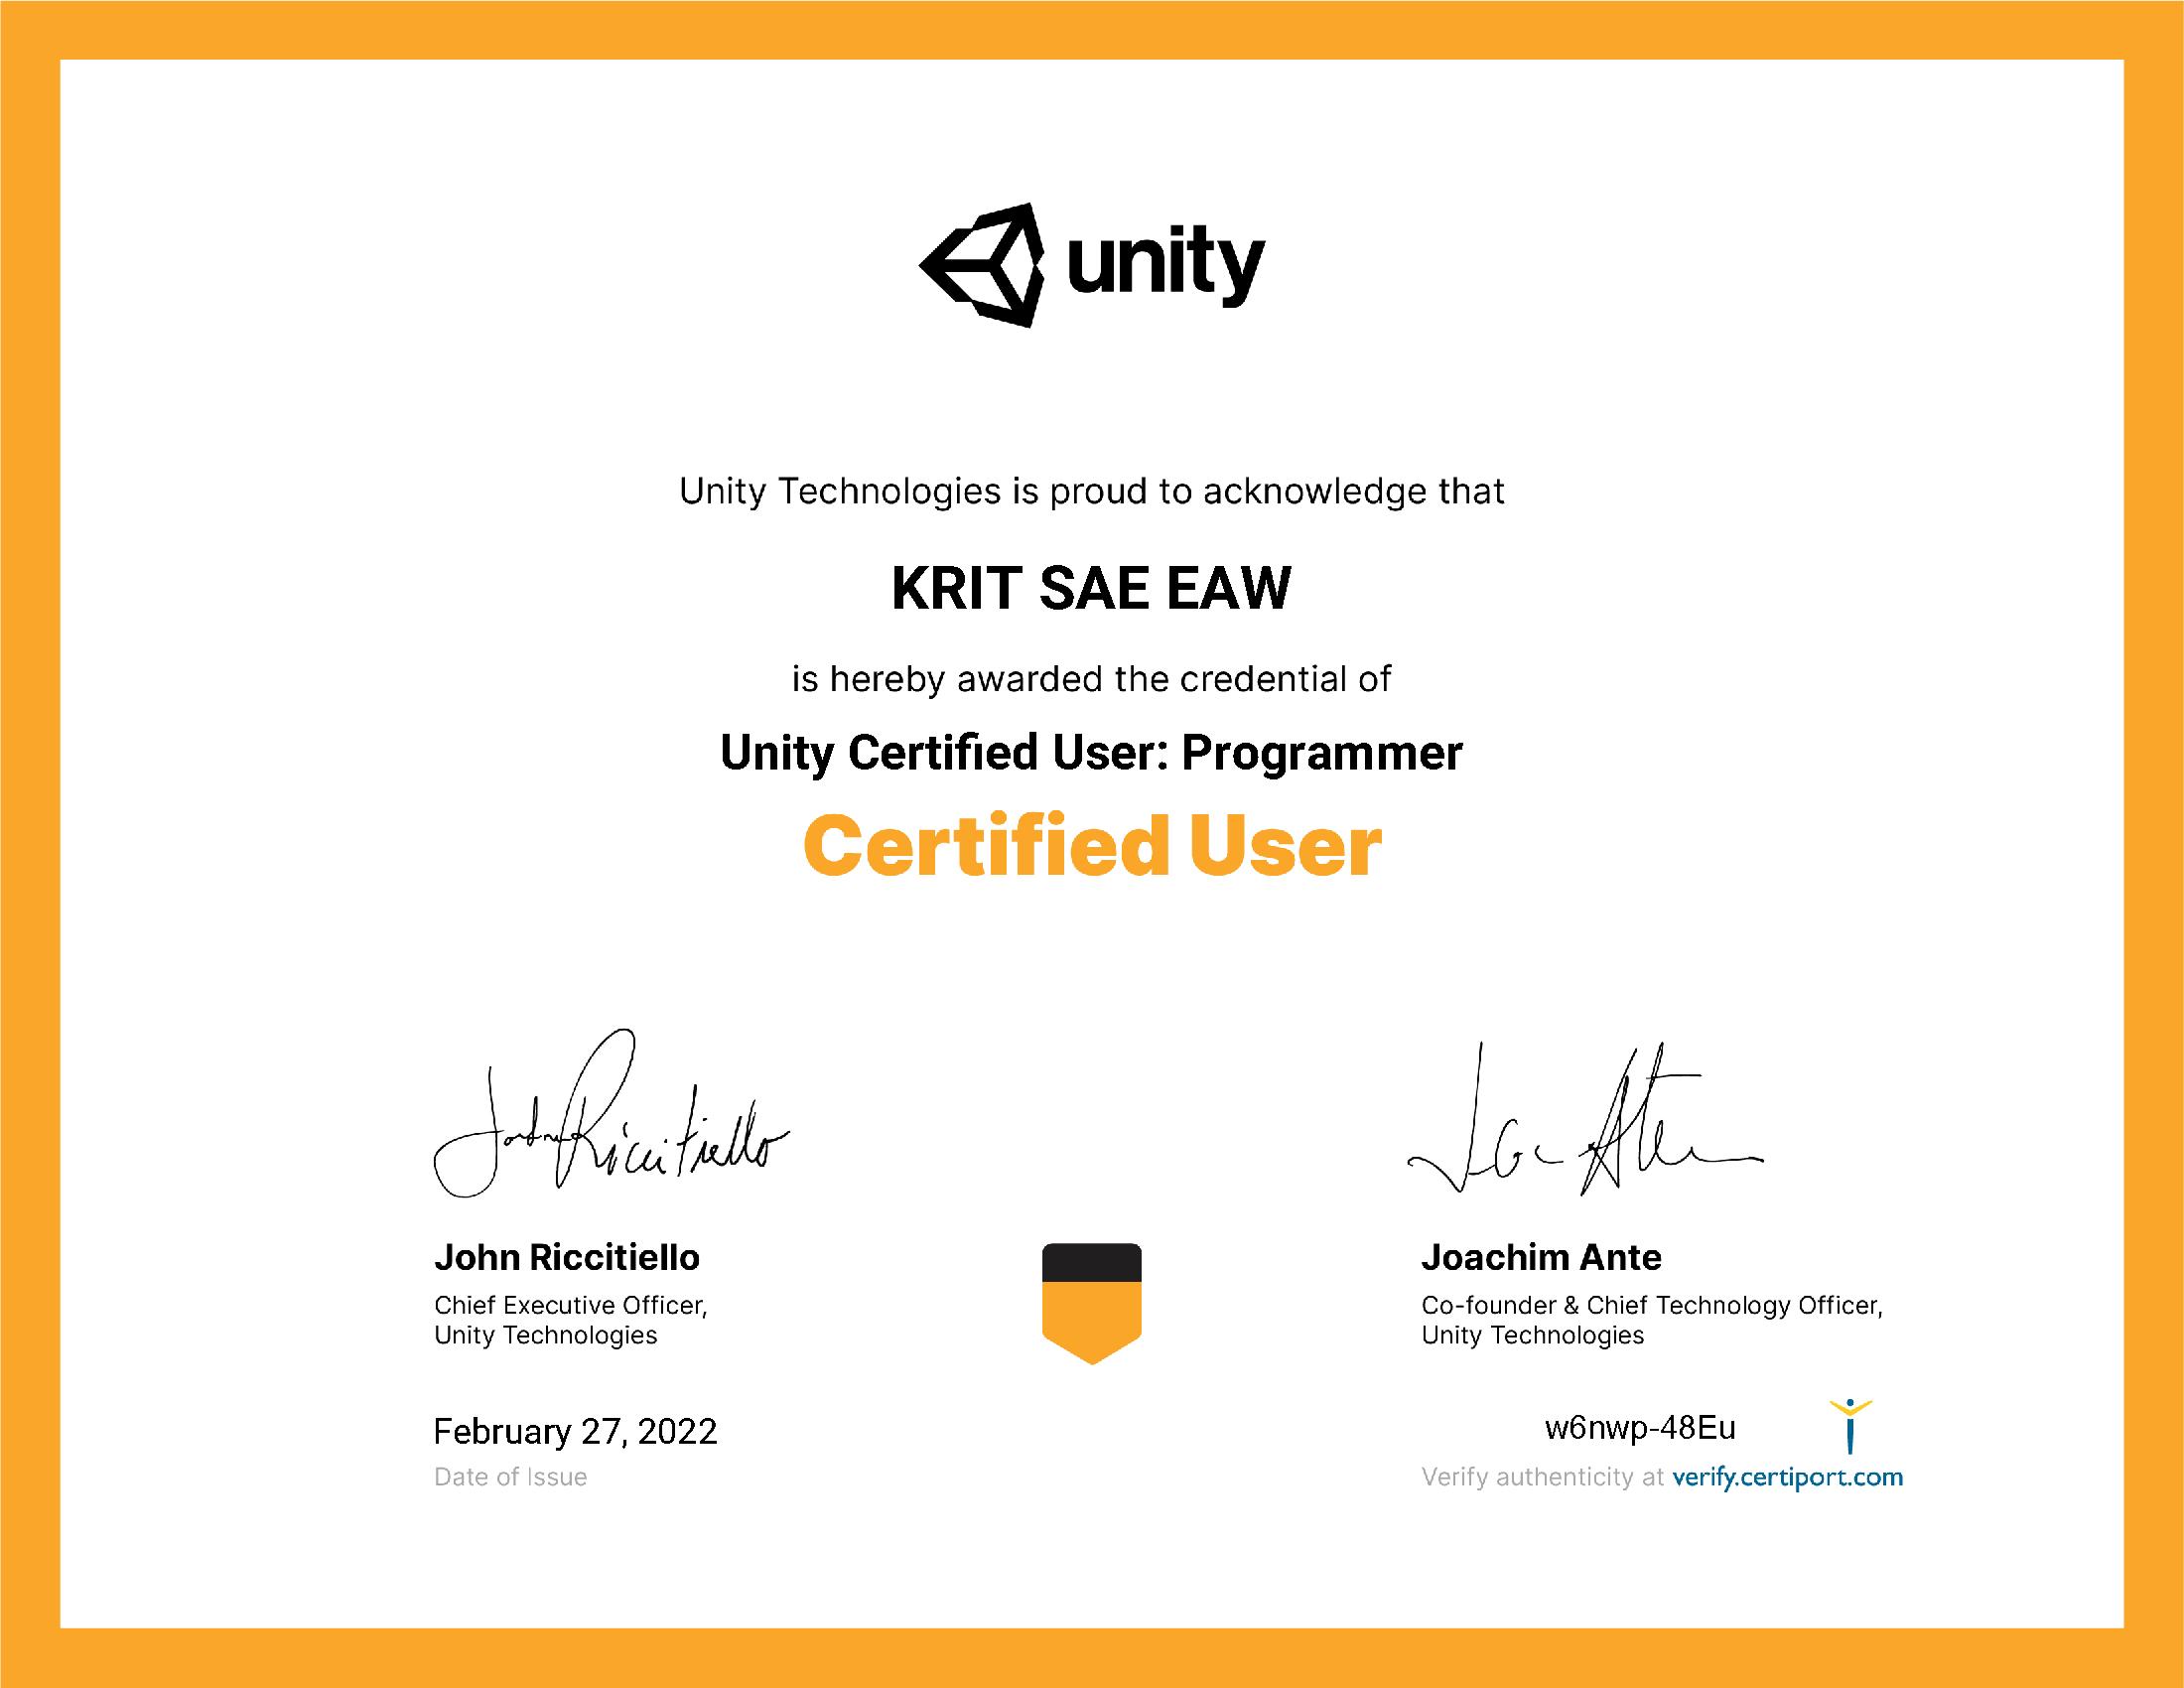 unity
Unity Technologies is proud to acknowledge that
KRIT SAE EAW
is hereby awarded the credential of
Unity Certified User: Programmer
Certified User
John Riccitiello
John Riccitiello
Chief Executive Officer,
Unity Technologies
February 27, 2022
Date of Issue
Joachim Ante
Co-founder & Chief Technology Officer,
Unity Technologies
w6nwp-48Eu
Verify authenticity at verify.certiport.com